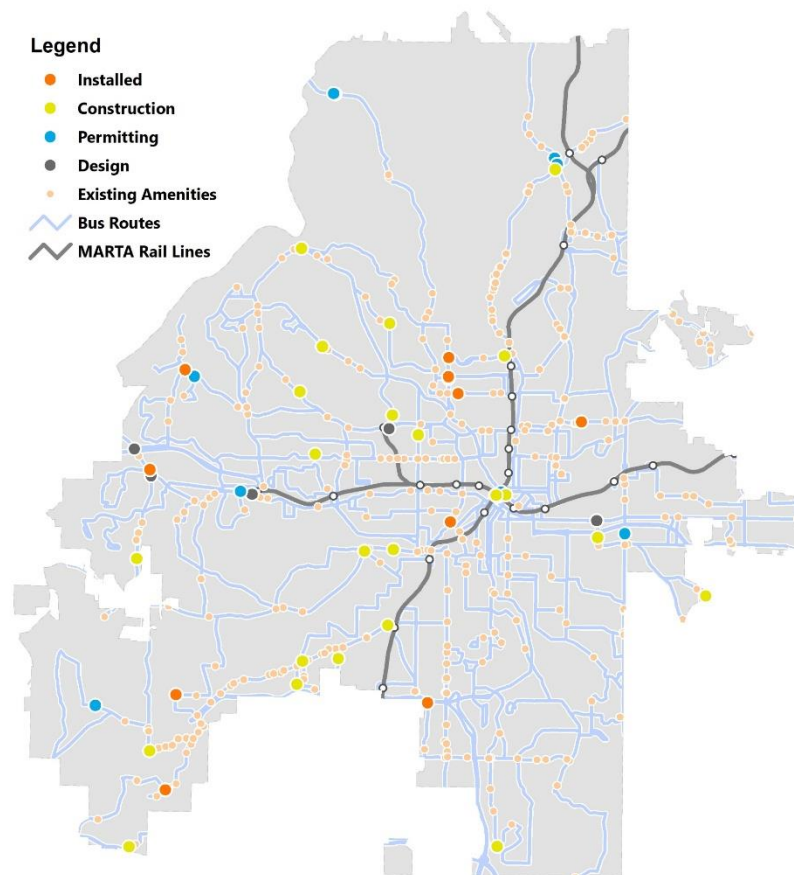 Legend
Installed
Construction
Permitting
Design
Existing Amenities
Bus Routes
MARTA Rail Lines